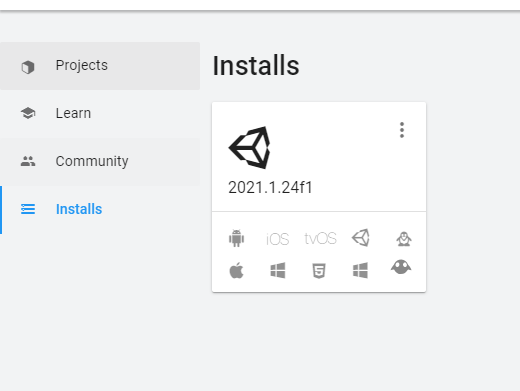 Projects
Learn
Community
Installs
Installs
2021.1.24f1
iOS tvOS